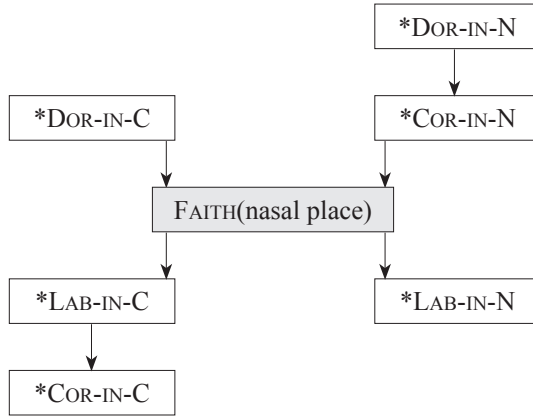 *DOR-IN-N
*DOR-IN-C
*COR-IN-N
FAITH(nasal place)
*LAB-IN-C
*LAB-IN-N
*COR-IN-C